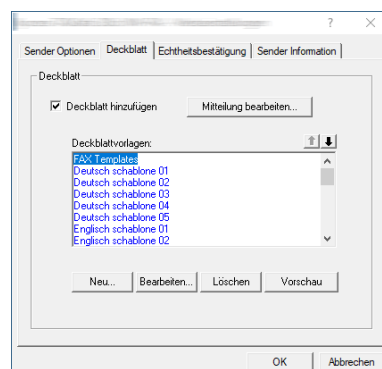 Sender Optionen Deckblatt Echtheitsbestätigung Sender Information
Deckblatt
Deckblatt hinzufügen Mitteilung bearbeiten...
Deckblattvorlagen:
FAX Templates
Deutsch schablone 01
Deutsch schablone 02
Deutsch schablone 03
Deutsch schablone 04
Deutsch schablone 05
Englisch schablone 01
Englisch schablone 02
Neu... Bearbeiten... Löschen Vorschau
OK Abbrechen